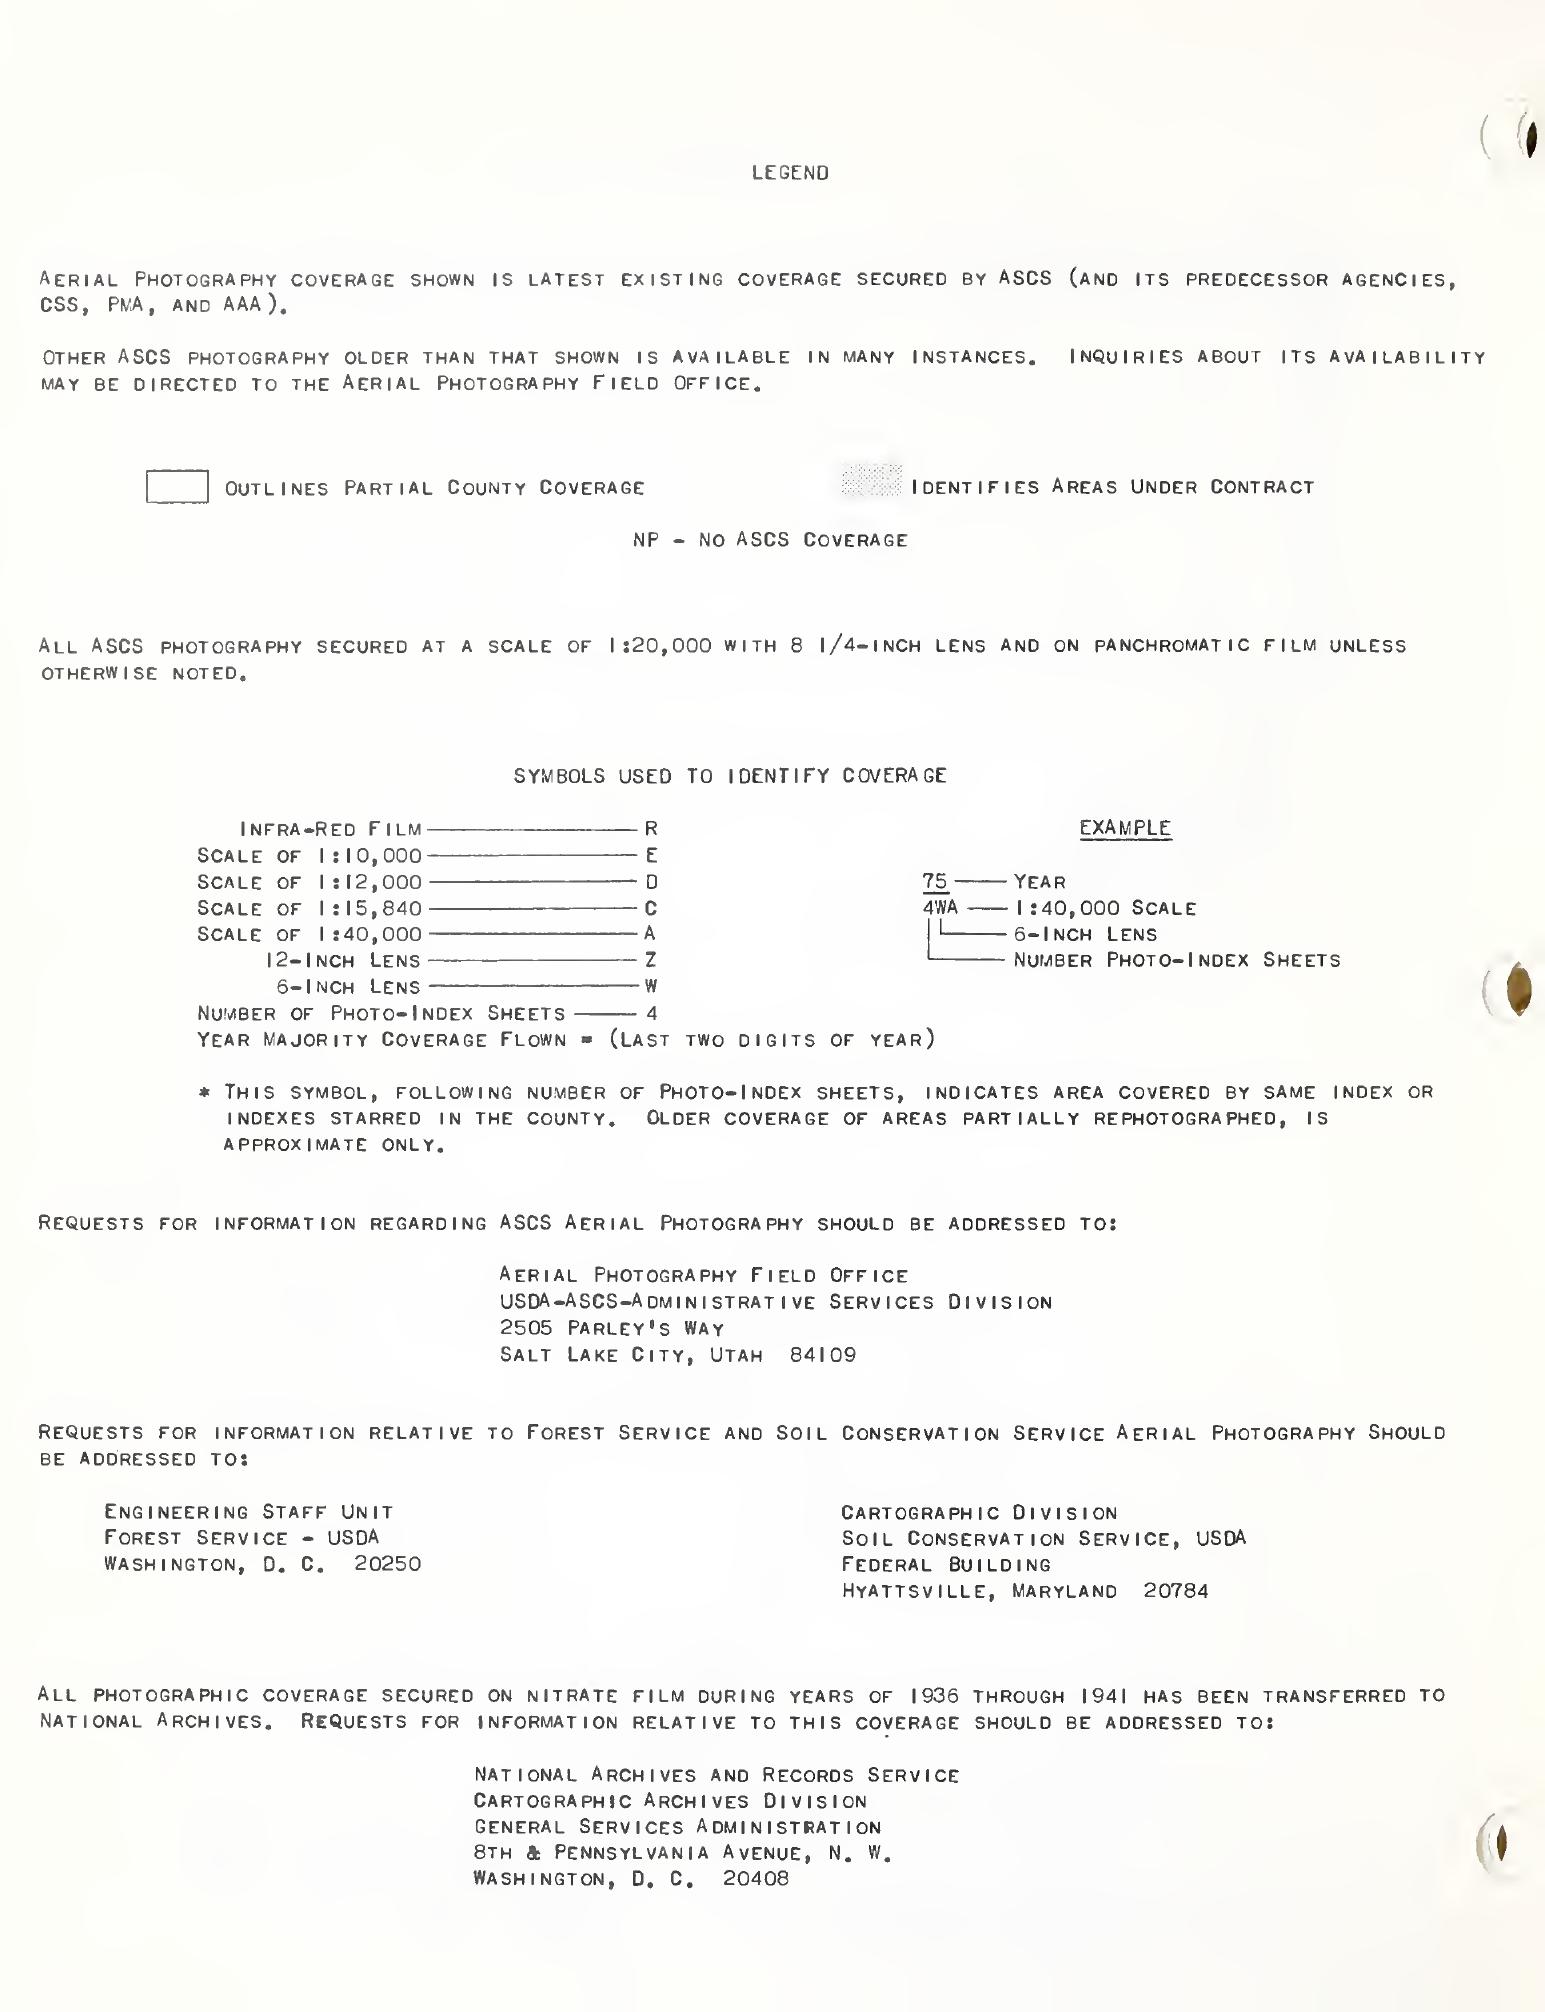 LEGEND
AERIAL PHOTOGRAPHY COVERAGE SHOWN IS LATEST EXISTING COVERAGE SECURED BY ASCS (AND ITS PREDECESSOR AGENCIES,
CSS, PMA, AND AAA).
OTHER ASCS PHOTOGRAPHY OLDER THAN THAT SHOWN IS AVAILABLE IN MANY INSTANCES. INQUIRIES ABOUT ITS AVAILABILITY
MAY BE DIRECTED TO THE AERIAL PHOTOGRAPHY FIELD OFFICE.
OUTLINES PARTIAL COUNTY COVERAGE
IDENTIFIES AREAS UNDER CONTRACT
NP - NO ASCS COVERAGE
ALL ASCS PHOTOGRAPHY SECURED AT A SCALE OF 1:20,000 WITH 8 1/4-INCH LENS AND ON PANCHROMATIC FILM UNLESS
OTHERWISE NOTED.
SYMBOLS USED TO IDENTIFY COVERAGE
INFRA-RED FILM R
SCALE OF 1:10,000 E
SCALE OF 1:12,000 D
SCALE OF 1:15,840 C
SCALE OF 1:40,000 A
12-INCH LENS Z
6-INCH LENS W
NUMBER OF PHOTO-INDEX SHEETS 4
YEAR MAJORITY COVERAGE FLOWN = (LAST TWO DIGITS OF YEAR)
EXAMPLE
75 YEAR
4WA 1:40,000 SCALE
6-INCH LENS
NUMBER PHOTO-INDEX SHEETS
* THIS SYMBOL, FOLLOWING NUMBER OF PHOTO-INDEX SHEETS, INDICATES AREA COVERED BY SAME INDEX OR
INDEXES STARRED IN THE COUNTY. OLDER COVERAGE OF AREAS PARTIALLY REPHOTOGRAPHED, IS
APPROXIMATE ONLY.
REQUESTS FOR INFORMATION REGARDING ASCS AERIAL PHOTOGRAPHY SHOULD BE ADDRESSED TO:
AERIAL PHOTOGRAPHY FIELD OFFICE
USDA-ASCS-ADMINISTRATIVE SERVICES DIVISION
2505 PARLEY'S WAY
SALT LAKE CITY, UTAH 84109
REQUESTS FOR INFORMATION RELATIVE TO FOREST SERVICE AND SOIL CONSERVATION SERVICE AERIAL PHOTOGRAPHY SHOULD
BE ADDRESSED TO:
ENGINEERING STAFF UNIT
FOREST SERVICE - USDA
WASHINGTON, D. C. 20250
CARTOGRAPHIC DIVISION
SOIL CONSERVATION SERVICE, USDA
FEDERAL BUILDING
HYATTSVILLE, MARYLAND 20784
ALL PHOTOGRAPHIC COVERAGE SECURED ON NITRATE FILM DURING YEARS OF 1936 THROUGH 1941 HAS BEEN TRANSFERRED TO
NATIONAL ARCHIVES. REQUESTS FOR INFORMATION RELATIVE TO THIS COVERAGE SHOULD BE ADDRESSED TO:
NATIONAL ARCHIVES AND RECORDS SERVICE
CARTOGRAPHIC ARCHIVES DIVISION
GENERAL SERVICES ADMINISTRATION
8TH & PENNSYLVANIA AVENUE, N. W.
WASHINGTON, D. C. 20408